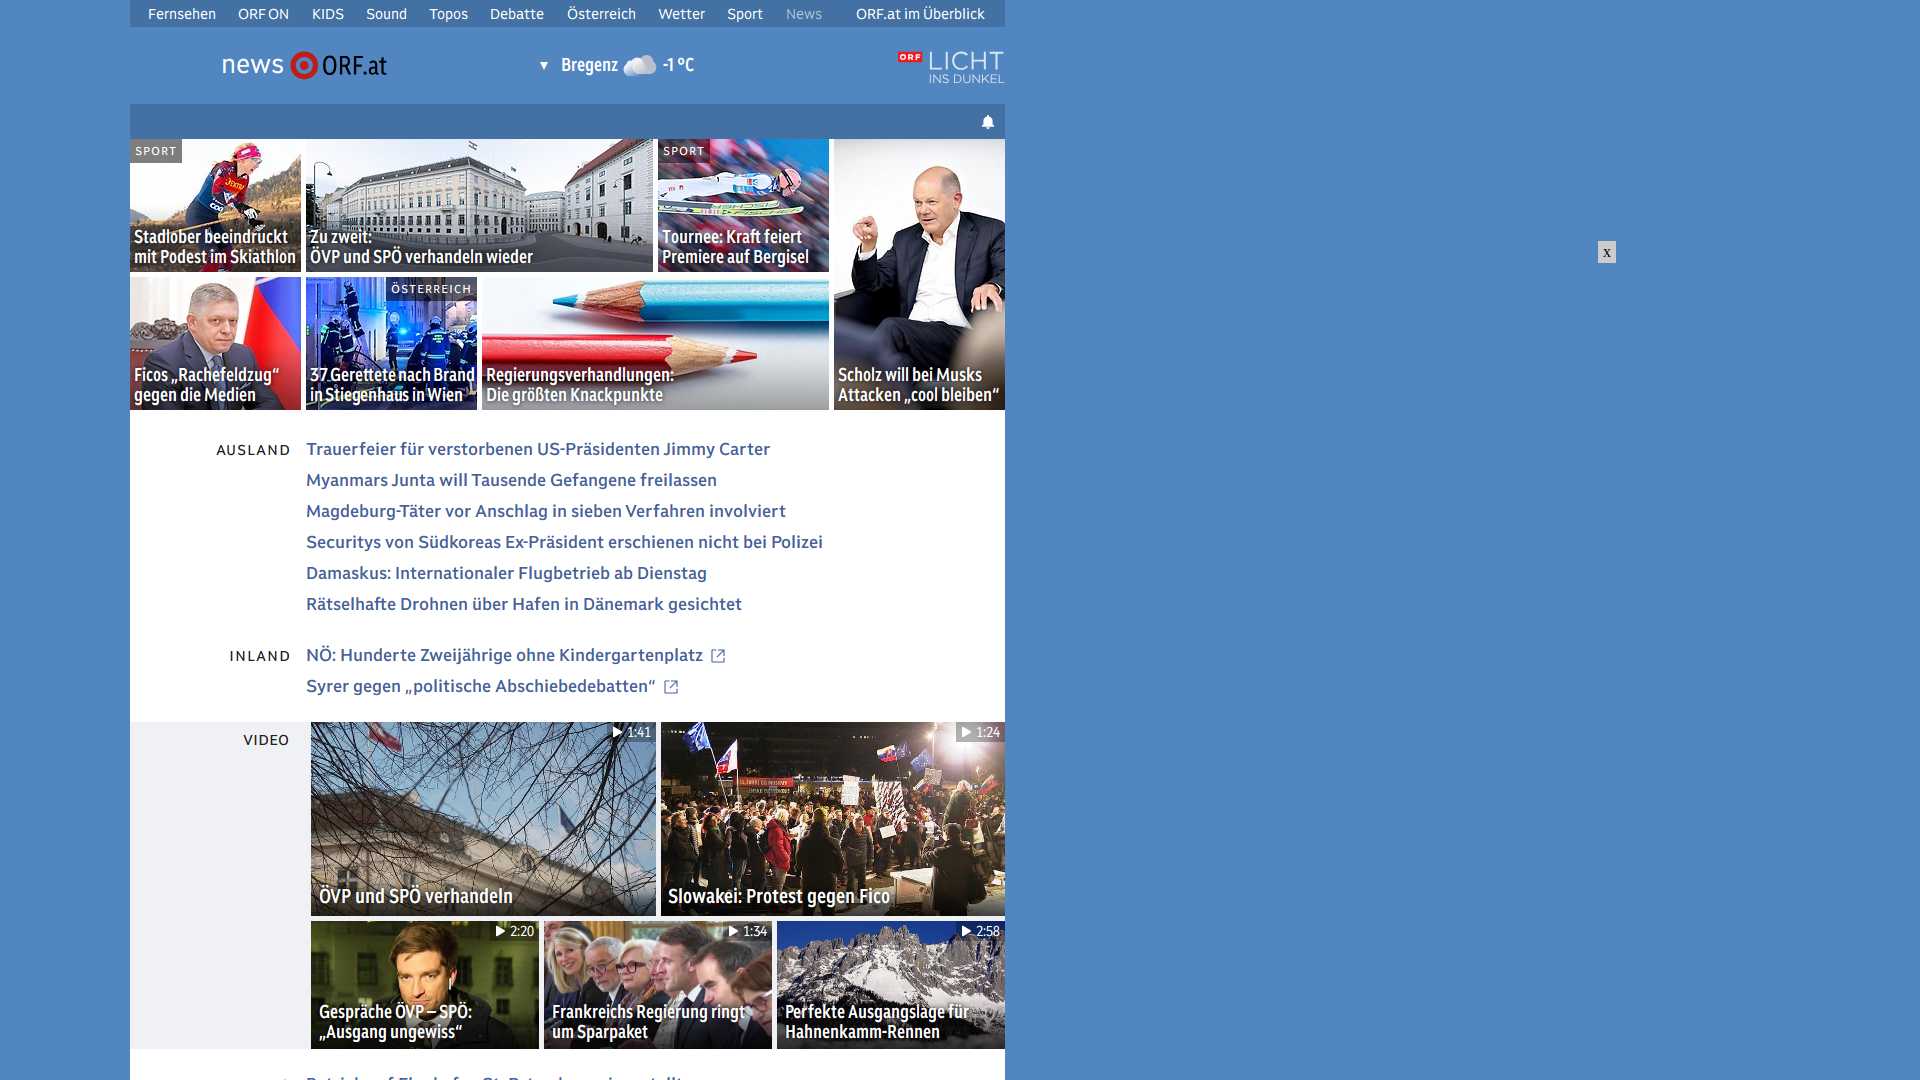 Fernsehen ORF ON KIDS Sound Topos Debatte Österreich Wetter Sport News ORF.at im Überblick
news ORF.at
▼ Bregenz -1 °C
ORF LICHT
INS DUNKEL
SPORT
Stadlober beeindruckt
mit Podest im Skiathlon
Zu zweit:
ÖVP und SPÖ verhandeln wieder
SPORT
Tournee: Kraft feiert
Premiere auf Bergisel
Scholz will bei Musks
Attacken „cool bleiben“
x
Ficos „Rachefeldzug“
gegen die Medien
ÖSTERREICH
37 Gerettete nach Brand
in Stiegenhaus in Wien
Regierungsverhandlungen:
Die größten Knackpunkte
AUSLAND
Trauerfeier für verstorbenen US-Präsidenten Jimmy Carter
Myanmars Junta will Tausende Gefangene freilassen
Magdeburg-Täter vor Anschlag in sieben Verfahren involviert
Securitys von Südkoreas Ex-Präsident erschienen nicht bei Polizei
Damaskus: Internationaler Flugbetrieb ab Dienstag
Rätselhafte Drohnen über Hafen in Dänemark gesichtet
INLAND
NÖ: Hunderte Zweijährige ohne Kindergartenplatz
Syrer gegen „politische Abschiebedebatten“
VIDEO
1:41
ÖVP und SPÖ verhandeln
1:24
Slowakei: Protest gegen Fico
2:20
Gespräche ÖVP – SPÖ:
„Ausgang ungewiss“
1:34
Frankreichs Regierung ringt
um Sparpaket
2:58
Perfekte Ausgangslage für
Hahnenkamm-Rennen